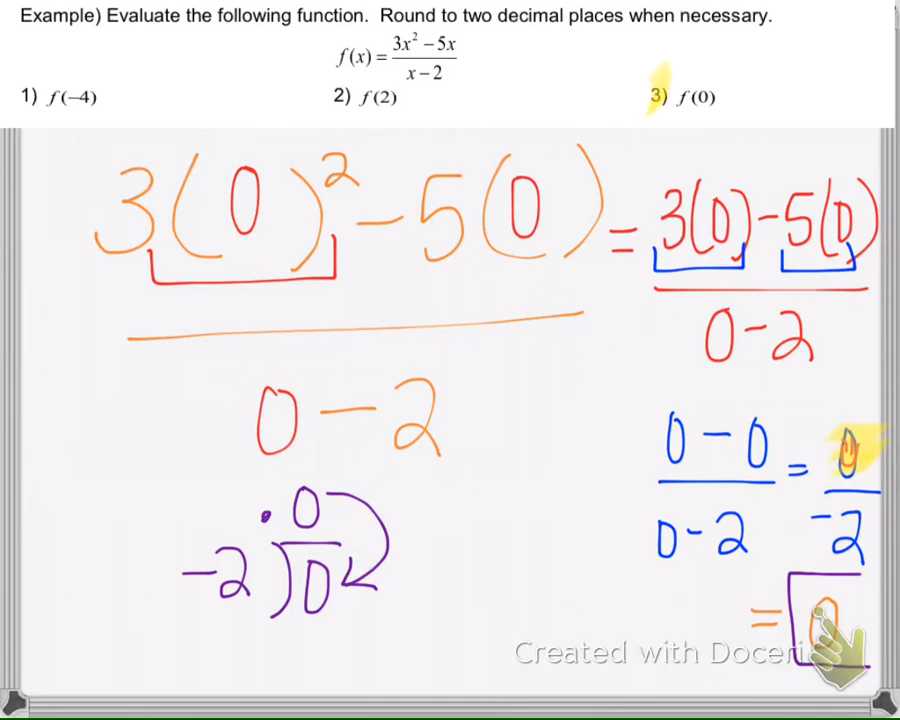 Example) Evaluate the following function. Round to two decimal places when necessary.
f(x) = (3x² – 5x)/(x – 2)
1) f(–4) 2) f(2) 3) f(0)
3(0)² – 5(0) = 3(0) – 5(0)
0 – 2
0 – 2
0 – 0 = 0
0 – 2 –2
• 0
–2 ) 0
= 0
Created with Doceri